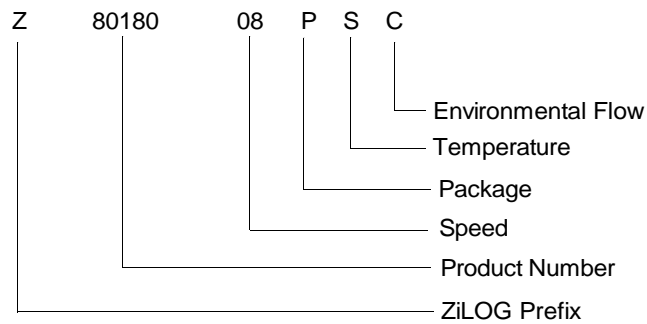 Z 80180 08 P S C
Environmental Flow
Temperature
Package
Speed
Product Number
ZiLOG Prefix